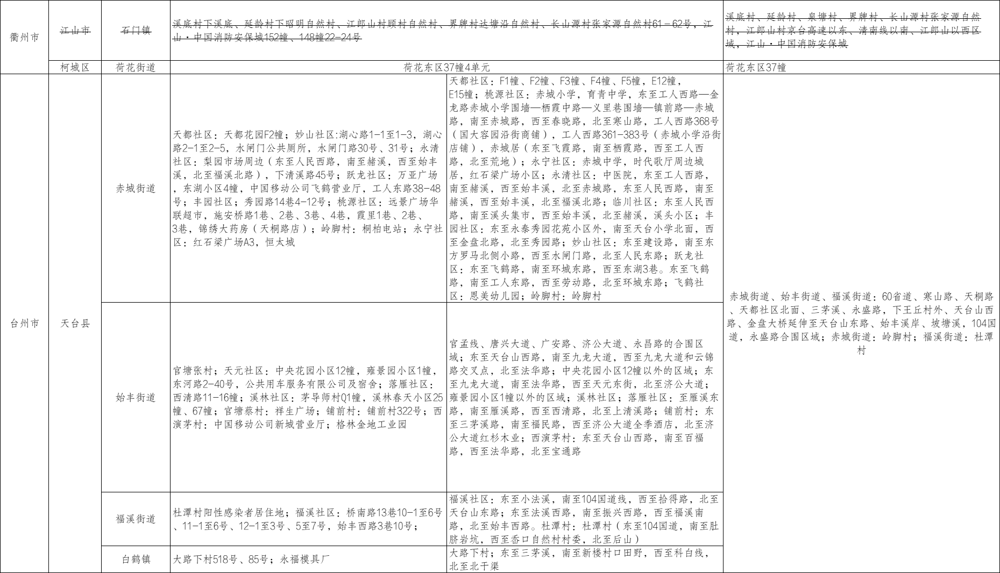 衢州市
江山市
石门镇
溪底村下溪底、延龄村下昭明自然村、江郎山村顾村自然村、界牌村达塘沿自然村、长山源村张家源自然村61-62号，江
山·中国消防安保城152幢、148幢22-24号
溪底村、延龄村、泉塘村、界牌村、长山源村张家源自然
村，江郎山村京台高速以东、清南线以南、江郎山以西区
域，江山·中国消防安保城
柯城区
荷花街道
荷花东区37幢4单元
荷花东区37幢
台州市
天台县
赤城街道
天都社区：天都花园F2幢；妙山社区:湖心路1-1至1-3，湖心
路2-1至2-5，水闸门公共厕所，水闸门路30号、31号；永清
社区：梨园市场周边（东至人民西路，南至赭溪，西至始丰
溪，北至福溪北路），下清溪路45号；跃龙社区：万亚广场
，东湖小区4幢，中国移动公司飞鹤营业厅，工人东路38-48
号；丰园社区；秀园路14巷4-12号；桃源社区：远景广场华
联超市，施安桥路1巷、2巷、3巷、4巷，霞里1巷、2巷、
3巷，锦绣大药房（天桐路店）；岭脚村：桐柏电站；永宁社
区：红石梁广场A3，恒太城
天都社区：F1幢、F2幢、F3幢、F4幢、F5幢，E12幢，
E15幢；桃源社区：赤城小学，育青中学，东至工人西路—金
龙路赤城小学围墙—栖霞中路—义里巷围墙—镇前路—赤城
路，南至赤城路，西至春晓路，北至寒山路，工人西路368号
（国大容园沿街商铺），工人西路361-383号（赤城小学沿街
店铺），赤城居（东至飞霞路，南至栖霞路，西至工人西
路，北至荒地）；永宁社区：赤城中学，时代歌厅周边城
居，红石梁广场小区；永清社区：中医院，东至工人西路，
南至赭溪，西至始丰溪，北至赤城路，东至人民西路，南至
赭溪，西至始丰溪，北至福溪北路；临川社区：东至人民西
路，南至溪头集市，西至始丰溪，北至赭溪，溪头小区；丰
园社区：东至永泰秀园花苑小区外，南至天台小学北面，西
至金盘北路，北至秀园路；妙山社区：东至建设路，南至东
方罗马北侧小路，西至水闸门路，北至人民东路；跃龙社
区：东至飞鹤路，南至环城东路，西至东湖3巷。东至飞鹤
路，南至工人东路，西至劳动路，北至环城东路；飞鹤社
区：恩美幼儿园；岭脚村：岭脚村
赤城街道、始丰街道、福溪街道：60省道、寒山路、天桐路
、天都社区北面、三茅溪、永盛路，下王丘村外、天台山西
路、金盘大桥延伸至天台山东路、始丰溪岸、坡塘溪，104国
道，永盛路合围区域；赤城街道：岭脚村；福溪街道：杜潭
村
始丰街道
官塘张村；天元社区：中央花园小区12幢，雍景园小区1幢，
东河路2-40号，公共用车服务有限公司及宿舍；落雁社区：
西清路11-16幢；溪林社区：茅导师村Q1幢，溪林春天小区25
幢、67幢；官塘蔡村：祥生广场；铺前村：铺前村322号；西
演茅村：中国移动公司新城营业厅；格林金地工业园
官孟线、唐兴大道、广安路、济公大道、永昌路的合围区
域；东至天台山西路，南至九龙大道，西至九龙大道和云锦
路交叉点，北至法华路；中央花园小区12幢以外的区域；东
至九龙大道，南至法华路，西至天元东街，北至济公大道；
雍景园小区1幢以外的区域；溪林社区；落雁社区：至雁溪东
路，南至雁溪路，西至西清路，北至上清溪路；铺前村：东
至三茅溪路，南至福民路，西至济公大道全季酒店，北至济
公大道红杉木业；西演茅村：东至天台山西路，南至百福
路，西至法华路，北至宝通路
福溪街道
杜潭村阳性感染者居住地；福溪社区：桥南路13巷10-1至6号
、11-1至6号、12-1至3号、5至7号，始丰西路3巷10号；
福溪社区：东至小法溪，南至104国道线，西至拾得路，北至
天台山东路；东至法溪西路，南至振兴西路，西至福溪南
路，北至始丰西路。杜潭村：杜潭村（东至104国道，南至肚
脐岩坑，西至岙口自然村村委，北至后山）
白鹤镇
大路下村518号、85号；永福模具厂
大路下村；东至三茅溪，南至新楼村口田野，西至科白线，
北至北干渠